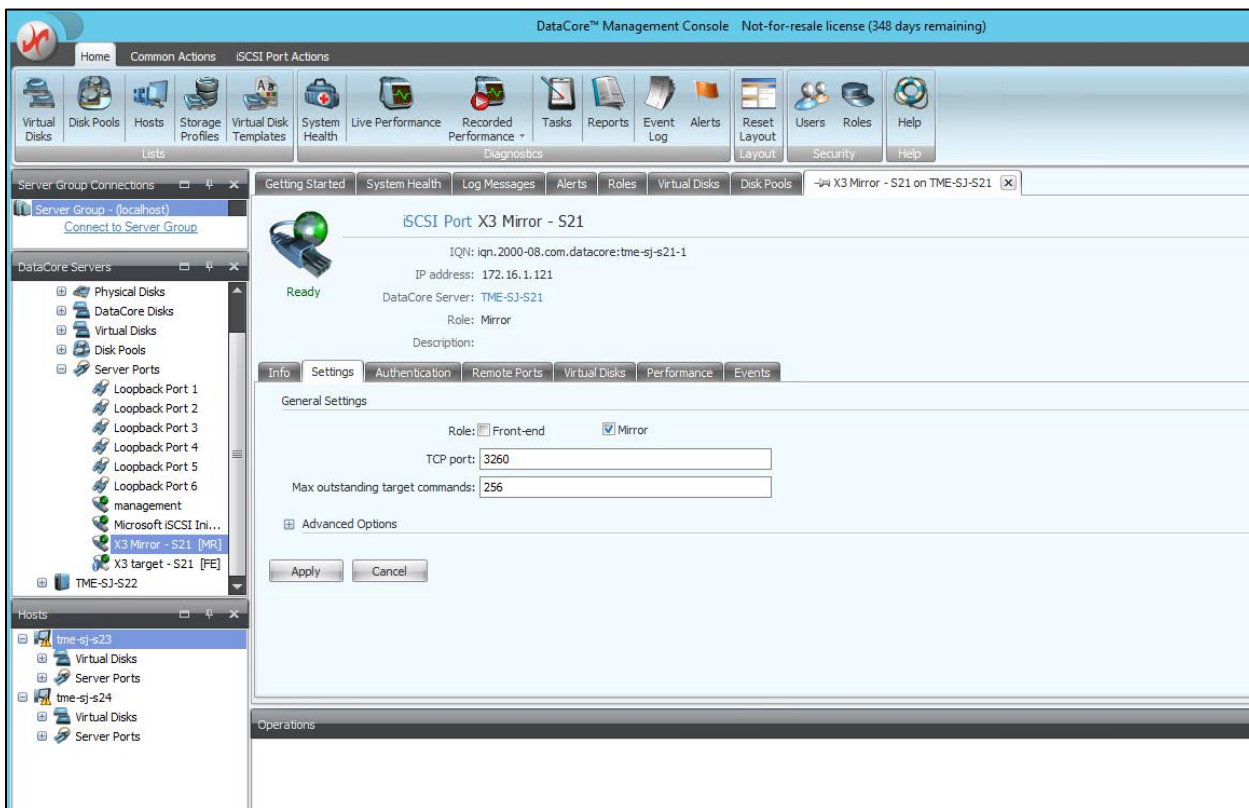 DataCore™ Management Console Not-for-resale license (348 days remaining)
Home Common Actions iSCSI Port Actions
Virtual Disks Disk Pools Hosts Storage Profiles Virtual Disk Templates System Health Live Performance Recorded Performance Tasks Reports Event Log Alerts Reset Layout Users Roles Help
Lists Diagnostics Layout Security Help
Server Group Connections
Getting Started System Health Log Messages Alerts Roles Virtual Disks Disk Pools X3 Mirror - S21 on TME-SJ-S21
Server Group - (localhost)
Connect to Server Group
DataCore Servers
Physical Disks
DataCore Disks
Virtual Disks
Disk Pools
Server Ports
Loopback Port 1
Loopback Port 2
Loopback Port 3
Loopback Port 4
Loopback Port 5
Loopback Port 6
management
Microsoft iSCSI Ini...
X3 Mirror - S21 [MR]
X3 target - S21 [FE]
TME-SJ-S22
Hosts
tme-sj-s23
Virtual Disks
Server Ports
tme-sj-s24
Virtual Disks
Server Ports
iSCSI Port X3 Mirror - S21
IQN: iqn.2000-08.com.datacore:tme-sj-s21-1
IP address: 172.16.1.121
Ready
DataCore Server: TME-SJ-S21
Role: Mirror
Description:
Info Settings Authentication Remote Ports Virtual Disks Performance Events
General Settings
Role: Front-end Mirror
TCP port: 3260
Max outstanding target commands: 256
Advanced Options
Apply Cancel
Operations